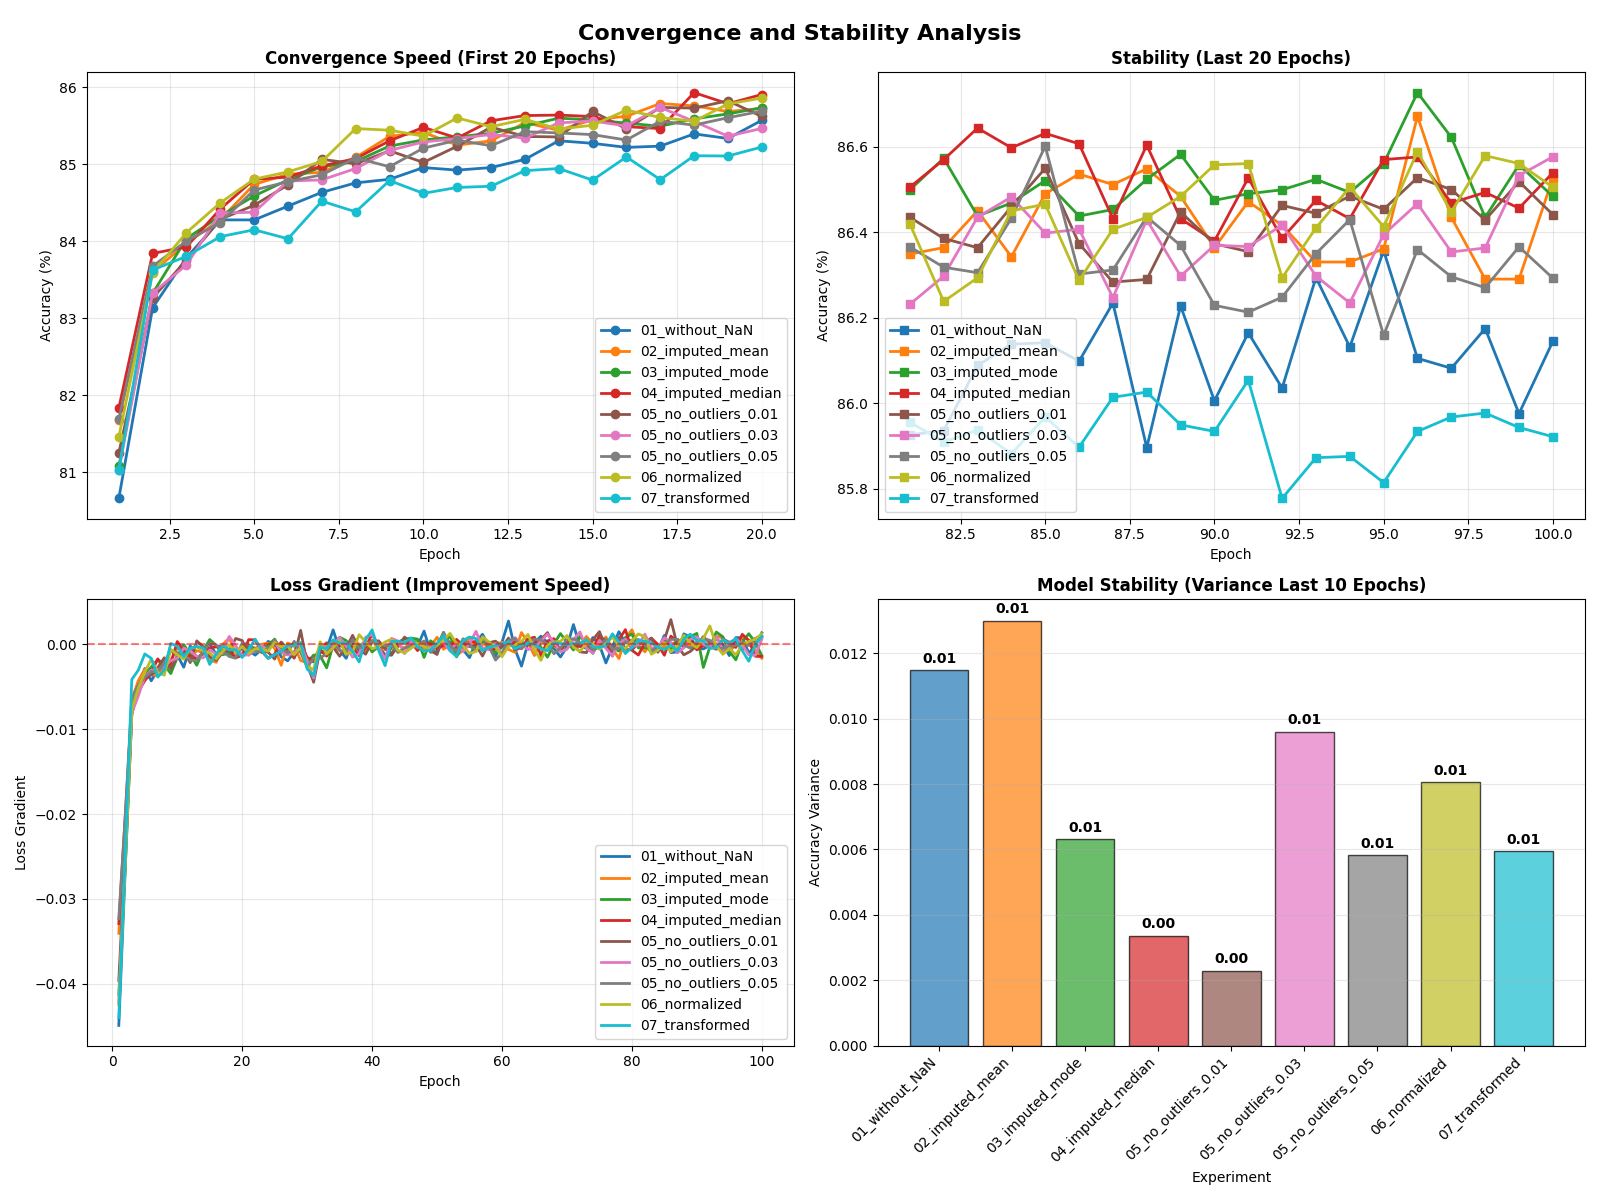 Convergence and Stability Analysis
Convergence Speed (First 20 Epochs)
Accuracy (%)
86
85
84
83
82
81
2.5 5.0 7.5 10.0 12.5 15.0 17.5 20.0
Epoch
01_without_NaN
02_imputed_mean
03_imputed_mode
04_imputed_median
05_no_outliers_0.01
05_no_outliers_0.03
05_no_outliers_0.05
06_normalized
07_transformed
Stability (Last 20 Epochs)
Accuracy (%)
86.6
86.4
86.2
86.0
85.8
82.5 85.0 87.5 90.0 92.5 95.0 97.5 100.0
Epoch
01_without_NaN
02_imputed_mean
03_imputed_mode
04_imputed_median
05_no_outliers_0.01
05_no_outliers_0.03
05_no_outliers_0.05
06_normalized
07_transformed
Loss Gradient (Improvement Speed)
Loss Gradient
0.00
−0.01
−0.02
−0.03
−0.04
0 20 40 60 80 100
Epoch
01_without_NaN
02_imputed_mean
03_imputed_mode
04_imputed_median
05_no_outliers_0.01
05_no_outliers_0.03
05_no_outliers_0.05
06_normalized
07_transformed
Model Stability (Variance Last 10 Epochs)
Accuracy Variance
0.012
0.010
0.008
0.006
0.004
0.002
0.000
0.01
0.01
0.01
0.00
0.00
0.01
0.01
0.01
0.01
01_without_NaN
02_imputed_mean
03_imputed_mode
04_imputed_median
05_no_outliers_0.01
05_no_outliers_0.03
05_no_outliers_0.05
06_normalized
07_transformed
Experiment